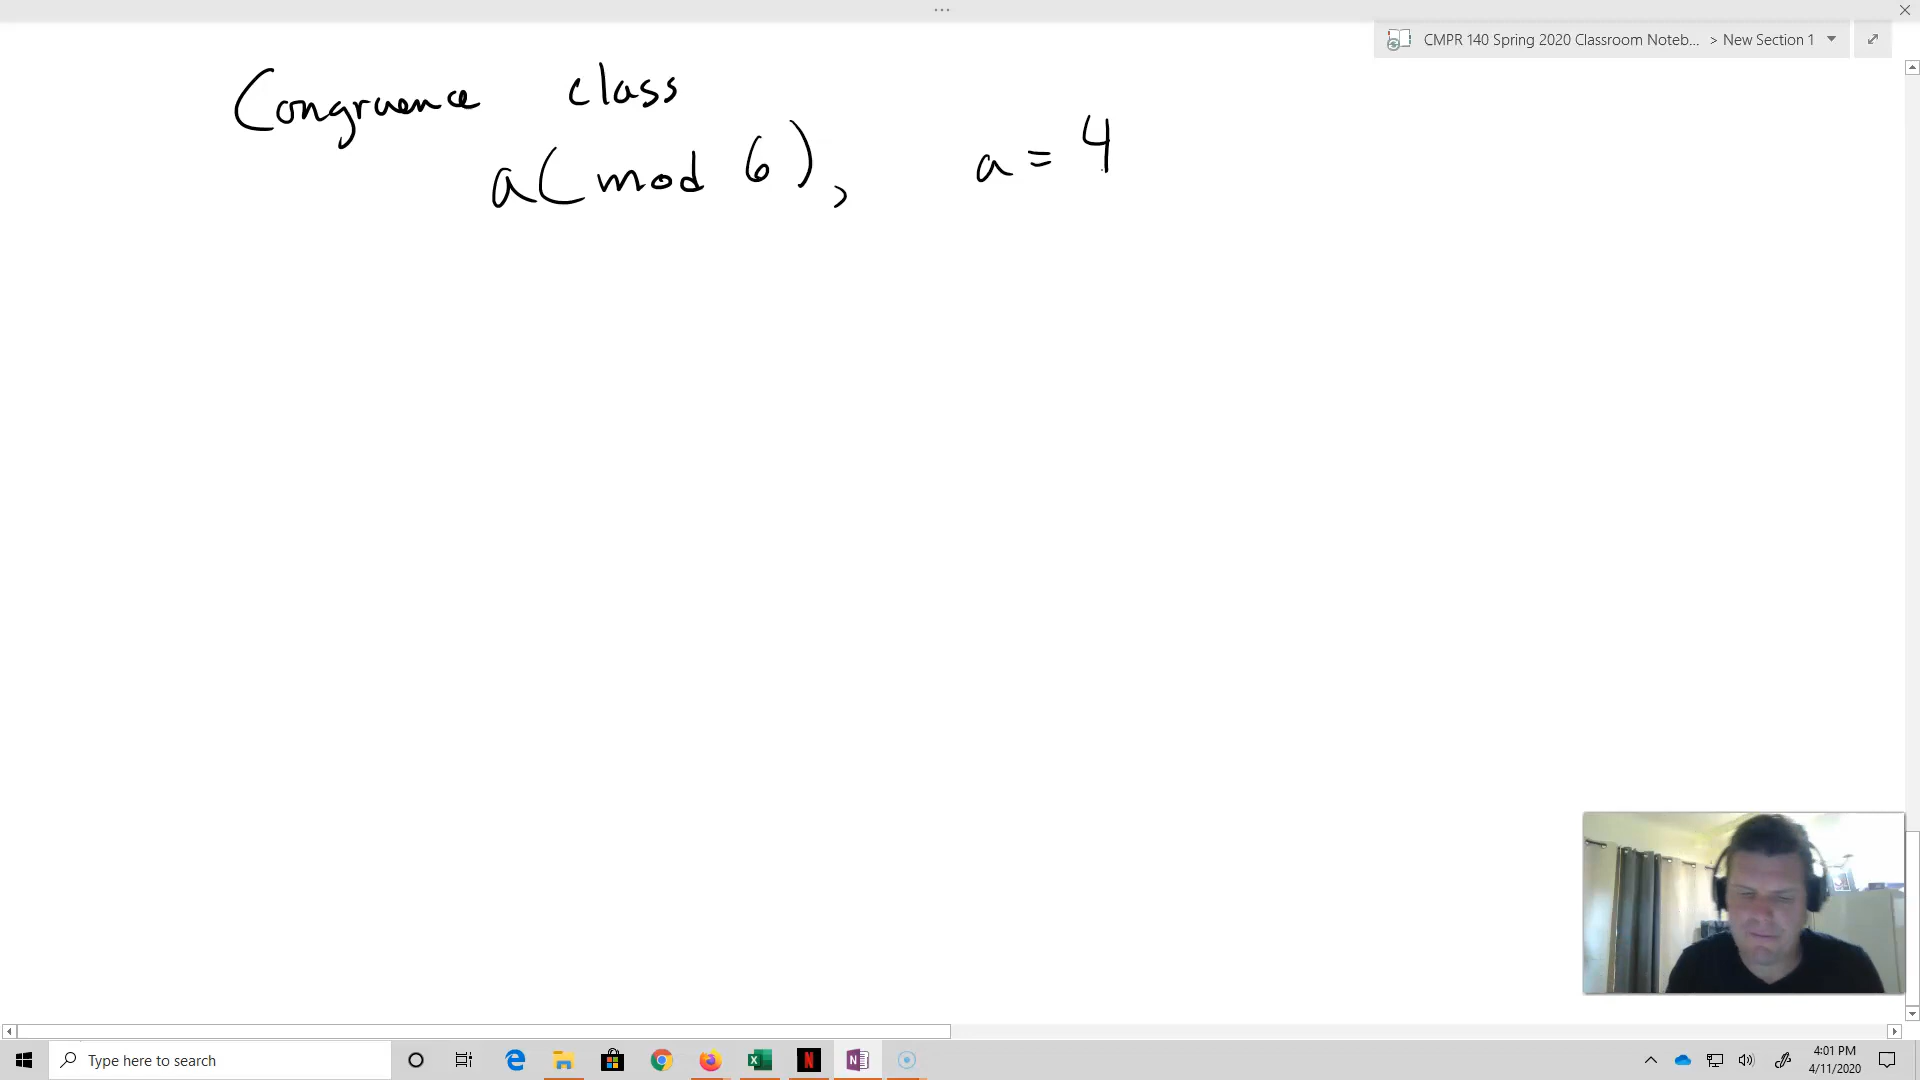 CMPR 140 Spring 2020 Classroom Noteb... > New Section 1
Congruence class
a(mod 6), a = 4
Type here to search
4:01 PM
4/11/2020